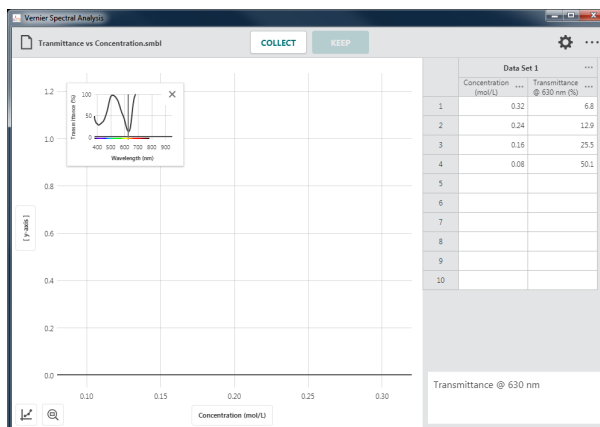 Vernier Spectral Analysis
Tranmittance vs Concentration.smbl
COLLECT
KEEP
Data Set 1
Concentration (mol/L)
Transmittance @ 630 nm (%)
1 0.32 6.8
2 0.24 12.9
3 0.16 25.5
4 0.08 50.1
5
6
7
8
9
10
Transmittance @ 630 nm
1.2
1.0
0.8
0.6
0.4
0.2
0.0
[ y-axis ]
Transmittance (%)
100
50
0
400 500 600 700 800 900
Wavelength (nm)
0.10 0.15 0.20 0.25 0.30
Concentration (mol/L)